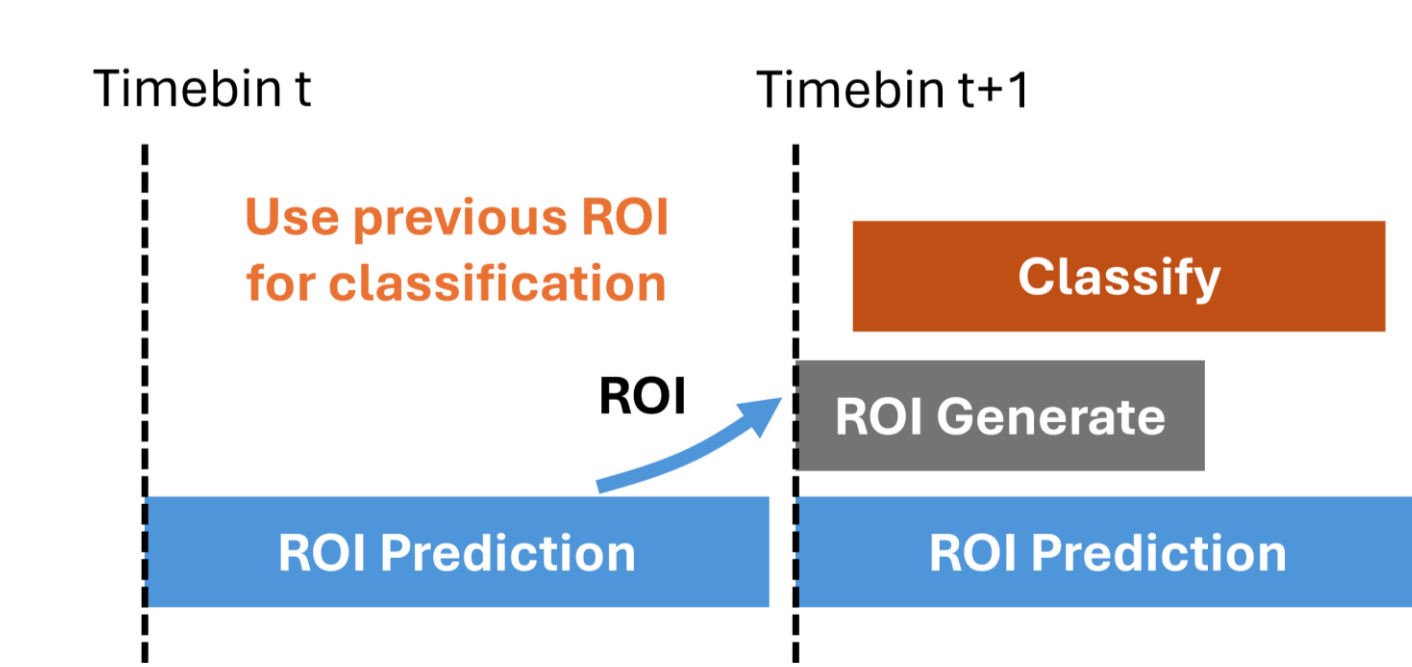 Timebin t
Timebin t+1
Use previous ROI
for classification
Classify
ROI
ROI Generate
ROI Prediction
ROI Prediction